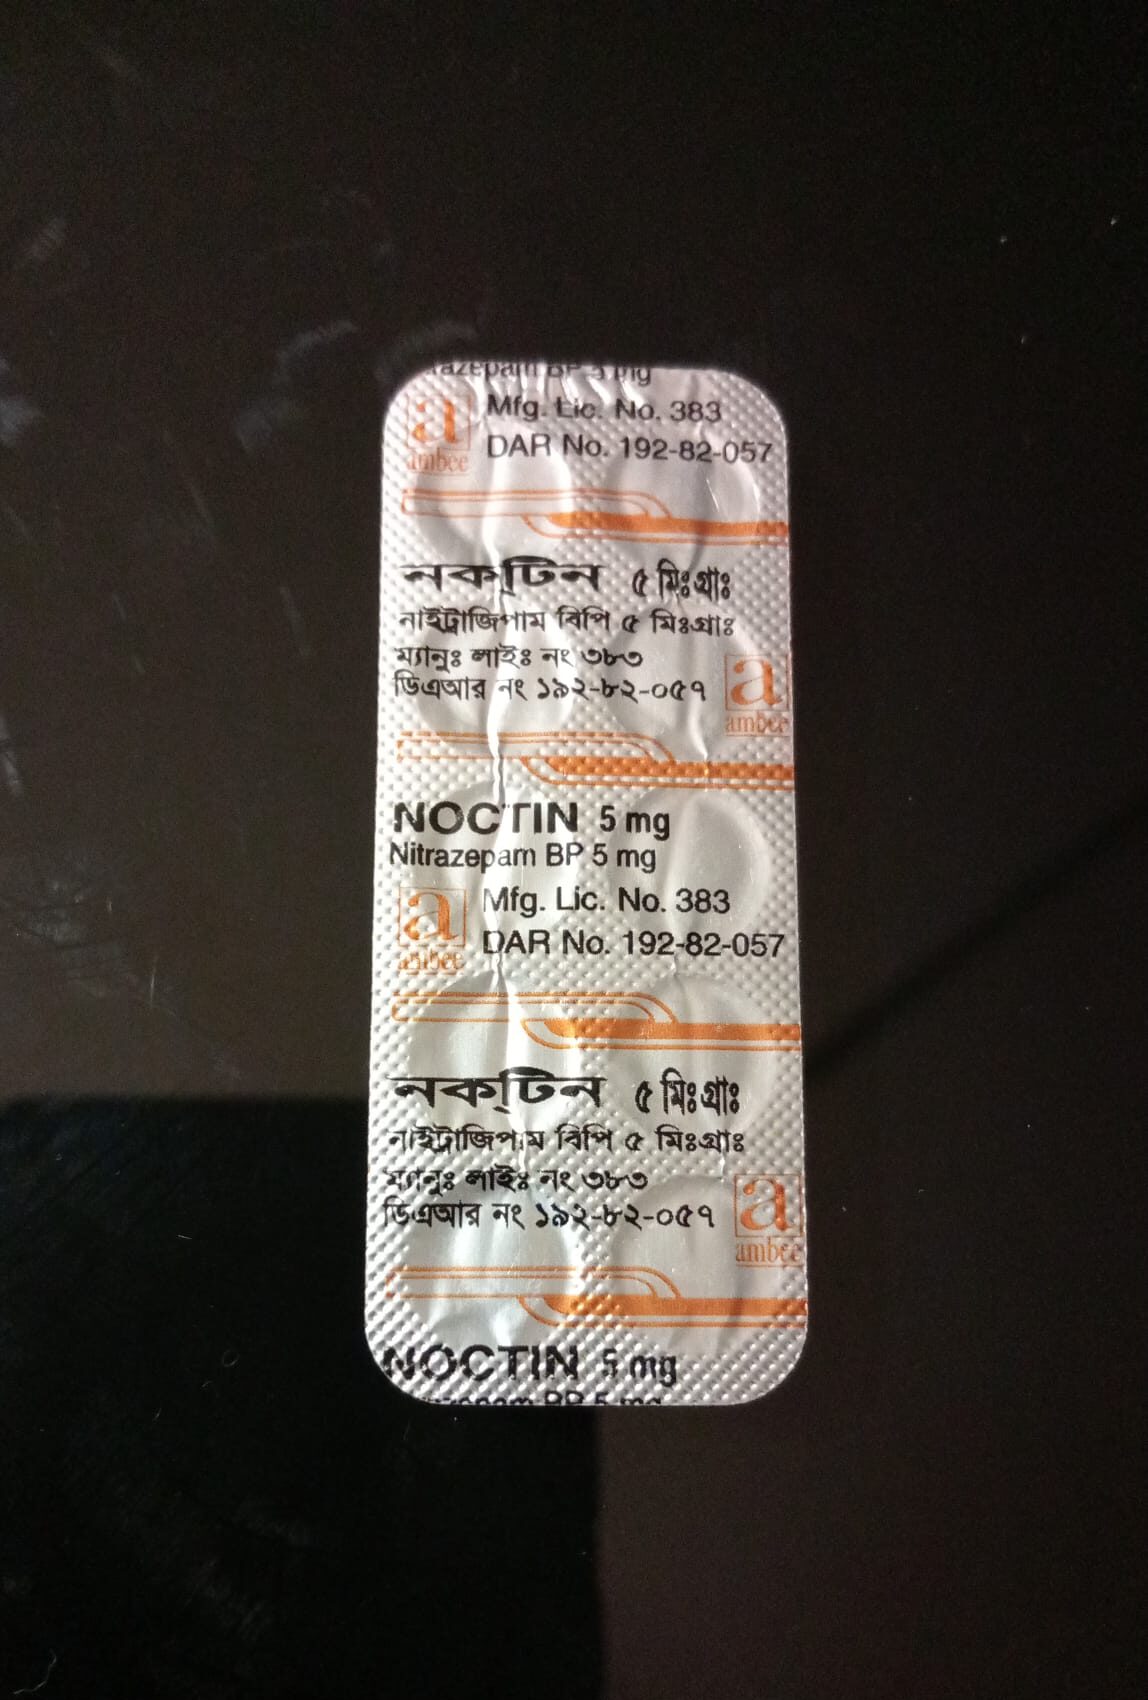 Mfg. Lic. No. 383
a
ambee
DAR No. 192-82-057
নকটিন ৫ মিঃগ্রাঃ
নাইট্রাজিপাম বিপি ৫ মিঃগ্রাঃ
ম্যানুঃ লাইঃ নং ৩৮৩
ডিএআর নং ১৯২-৮২-০৫৭
a
ambee
NOCTIN 5 mg
Nitrazepam BP 5 mg
Mfg. Lic. No. 383
a
ambee
DAR No. 192-82-057
নকটিন ৫ মিঃগ্রাঃ
নাইট্রাজিপাম বিপি ৫ মিঃগ্রাঃ
ম্যানুঃ লাইঃ নং ৩৮৩
ডিএআর নং ১৯২-৮২-০৫৭
a
ambee
NOCTIN 5 mg